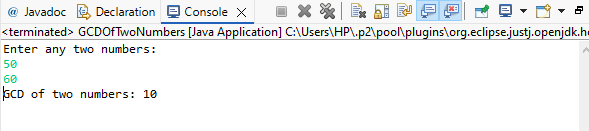 @ Javadoc Declaration Console ×
<terminated> GCDOfTwoNumbers [Java Application] C:\Users\HP\.p2\pool\plugins\org.eclipse.justj.openjdk.h
Enter any two numbers:
50
60
GCD of two numbers: 10